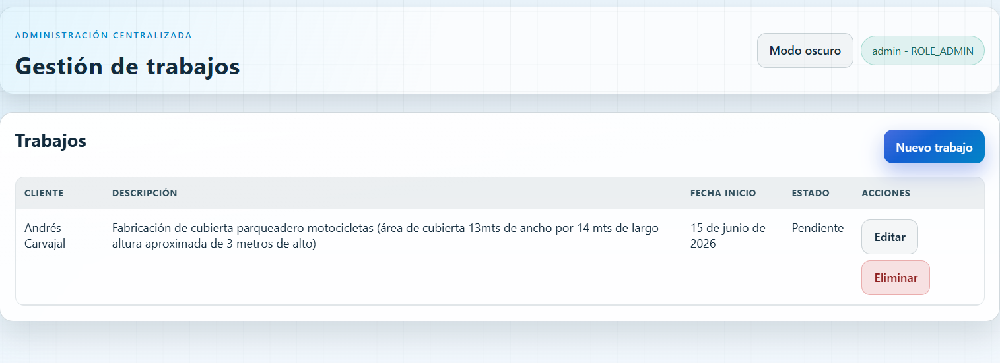 ADMINISTRACIÓN CENTRALIZADA
Gestión de trabajos
Modo oscuro
admin - ROLE_ADMIN
Trabajos
Nuevo trabajo
CLIENTE DESCRIPCIÓN FECHA INICIO ESTADO ACCIONES
Andrés Fabricación de cubierta parqueadero motocicletas (área de cubierta 13mts de ancho por 14 mts de largo 15 de junio de Pendiente
Carvajal altura aproximada de 3 metros de alto) 2026
Editar
Eliminar